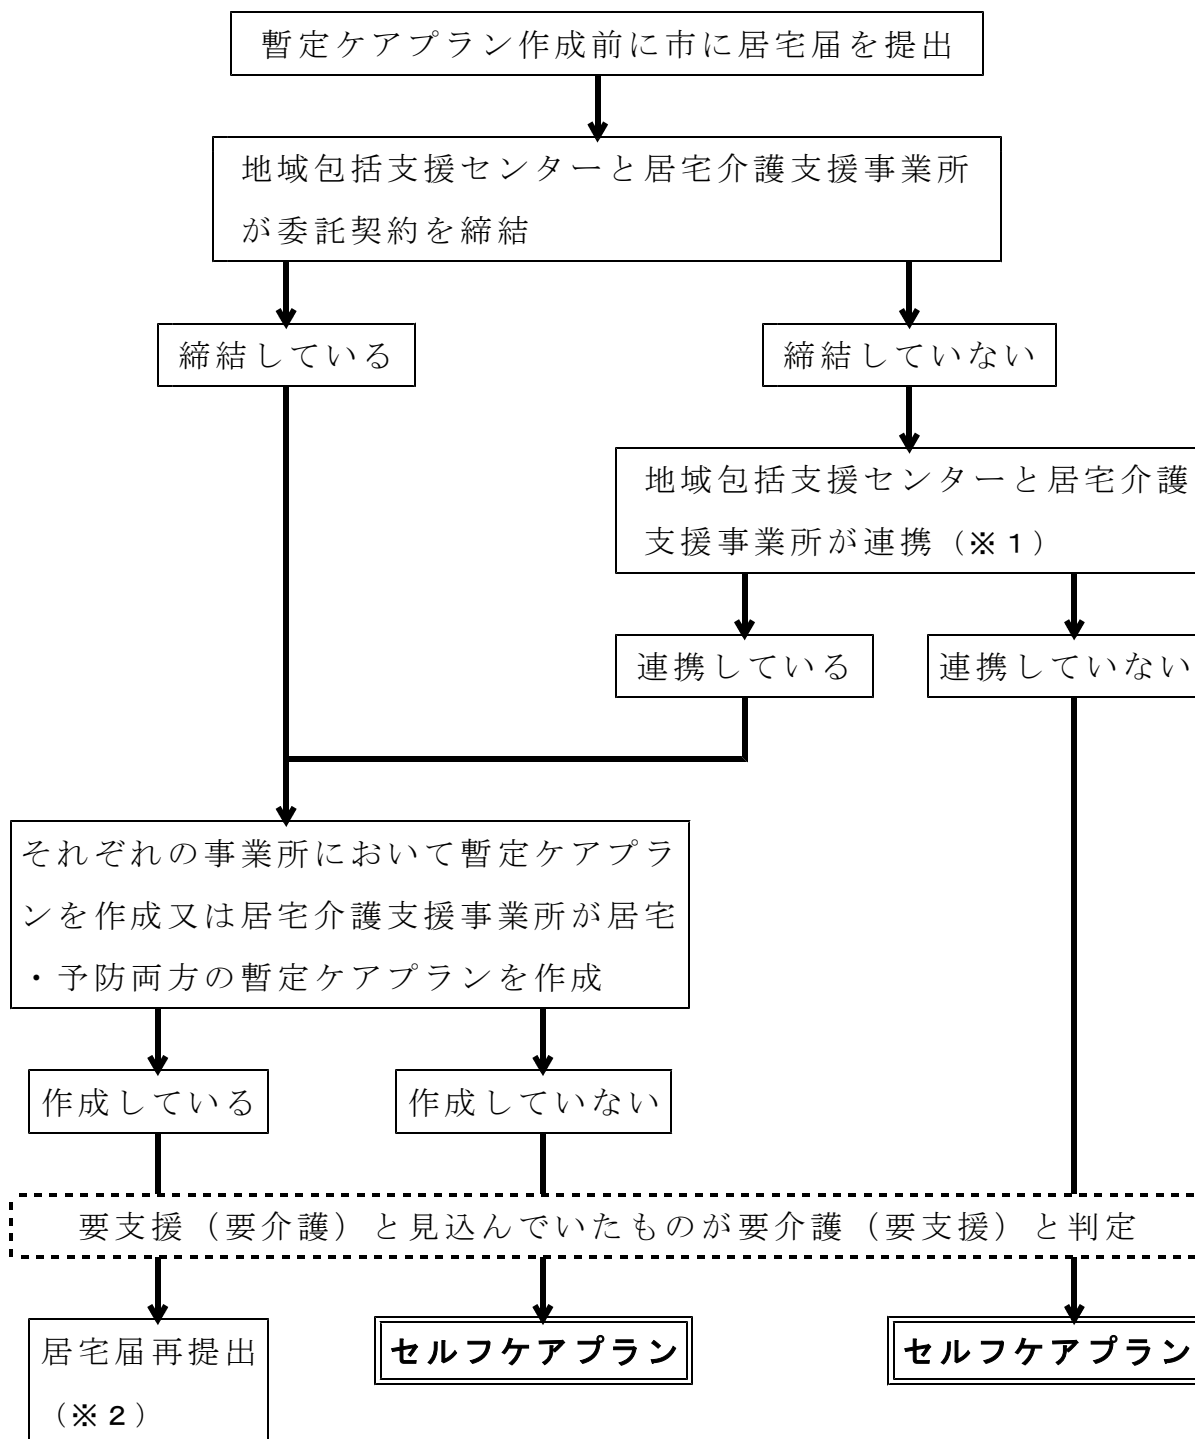 暫定ケアプラン作成前に市に居宅届を提出
地域包括支援センターと居宅介護支援事業所
が委託契約を締結
締結している
締結していない
地域包括支援センターと居宅介護
支援事業所が連携（※１）
連携している
連携していない
それぞれの事業所において暫定ケアプラ
ンを作成又は居宅介護支援事業所が居宅
・予防両方の暫定ケアプランを作成
作成している
作成していない
要支援（要介護）と見込んでいたものが要介護（要支援）と判定
居宅届再提出
（※２）
セルフケアプラン
セルフケアプラン